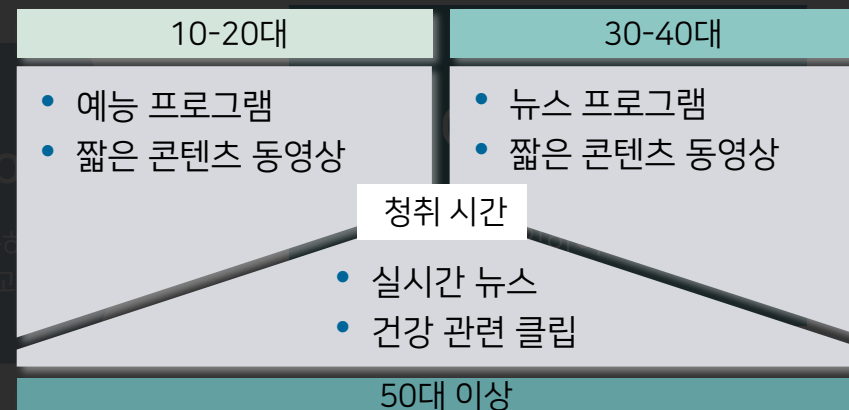 10-20대
30-40대
• 예능 프로그램
• 짧은 콘텐츠 동영상
• 뉴스 프로그램
• 짧은 콘텐츠 동영상
청취 시간
• 실시간 뉴스
• 건강 관련 클립
50대 이상